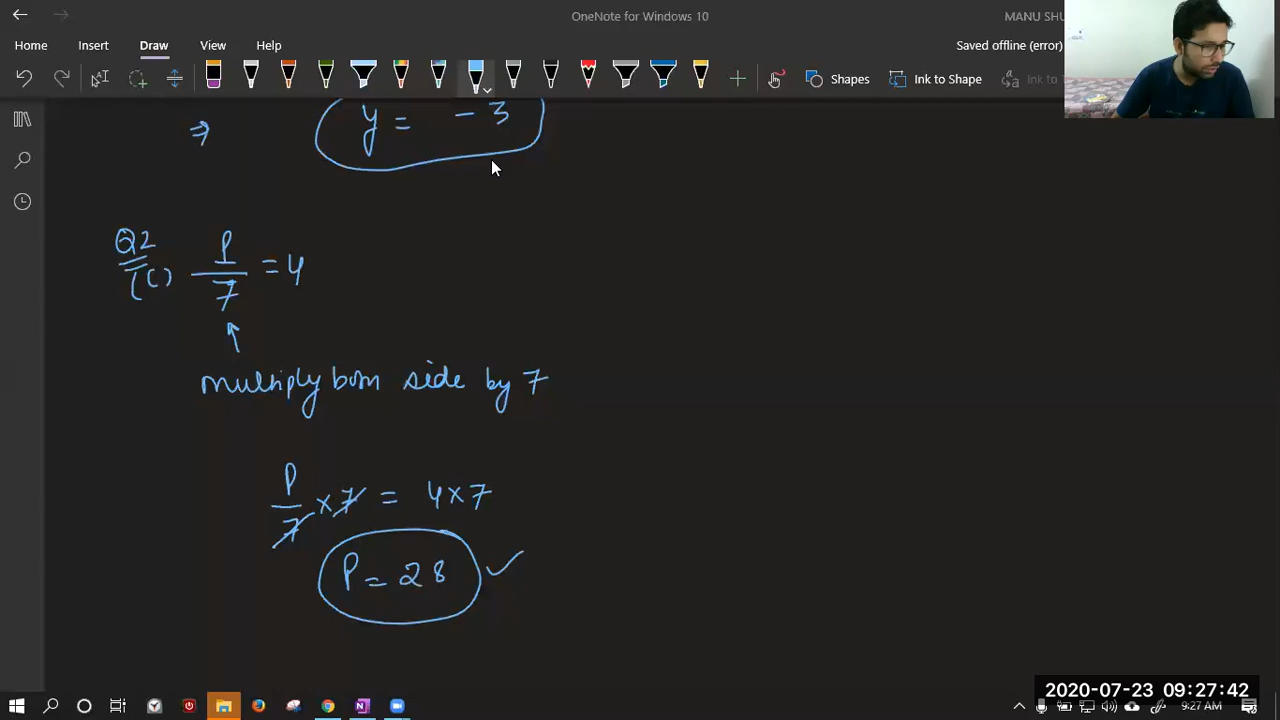 OneNote for Windows 10
MANU SHU
Home Insert Draw View Help
Saved offline (error)
Shapes Ink to Shape Ink to
⇒ y = - 3
Q2
P/7 = 4
multiply both side by 7
P/7 × 7 = 4 × 7
P = 28 ✓
2020-07-23 09:27:42
9:27 AM